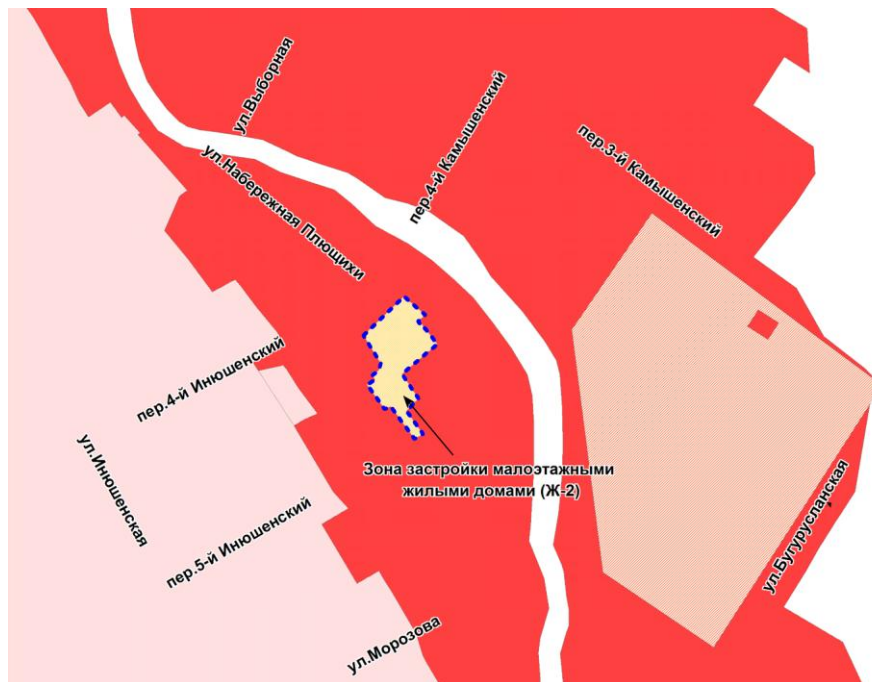 ул.Выборная
ул.Набережная Плющихи
пер.4-й Камышенский
пер.3-й Камышенский
пер.4-й Инюшенский
ул.Инюшенская
Зона застройки малоэтажными
жилыми домами (Ж-2)
пер.5-й Инюшенский
ул.Бугурусланская
ул.Морозова